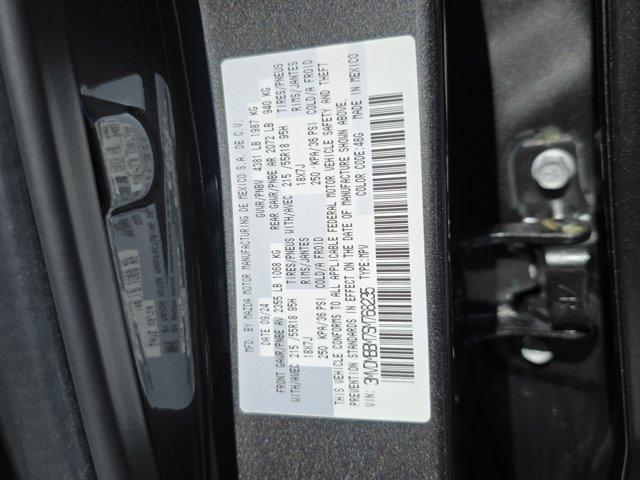 MFD. BY MAZDA MOTOR MANUFACTURING DE MEXICO S.A. DE C.V.
DATE 09/24 GVWR/PNBV 4381 LB 1987 KG
FRONT GAWR/PNBE AV 2355 LB 1068 KG REAR GAWR/PNBE AR 2072 LB 940 KG
TIRES/PNEUS WITH/AVEC 215/55R18 95H TIRES/PNEUS
WITH/AVEC 215/55R18 95H RIMS/JANTES 18X7J RIMS/JANTES
18X7J COLD/A FROID 250 KPA/36 PSI COLD/A FROID
250 KPA/36 PSI
THIS VEHICLE CONFORMS TO ALL APPLICABLE FEDERAL MOTOR VEHICLE SAFETY AND THEFT
PREVENTION STANDARDS IN EFFECT ON THE DATE OF MANUFACTURE SHOWN ABOVE.
TYPE:MPV COLOR CODE:46G MADE IN MEXICO
VIN: